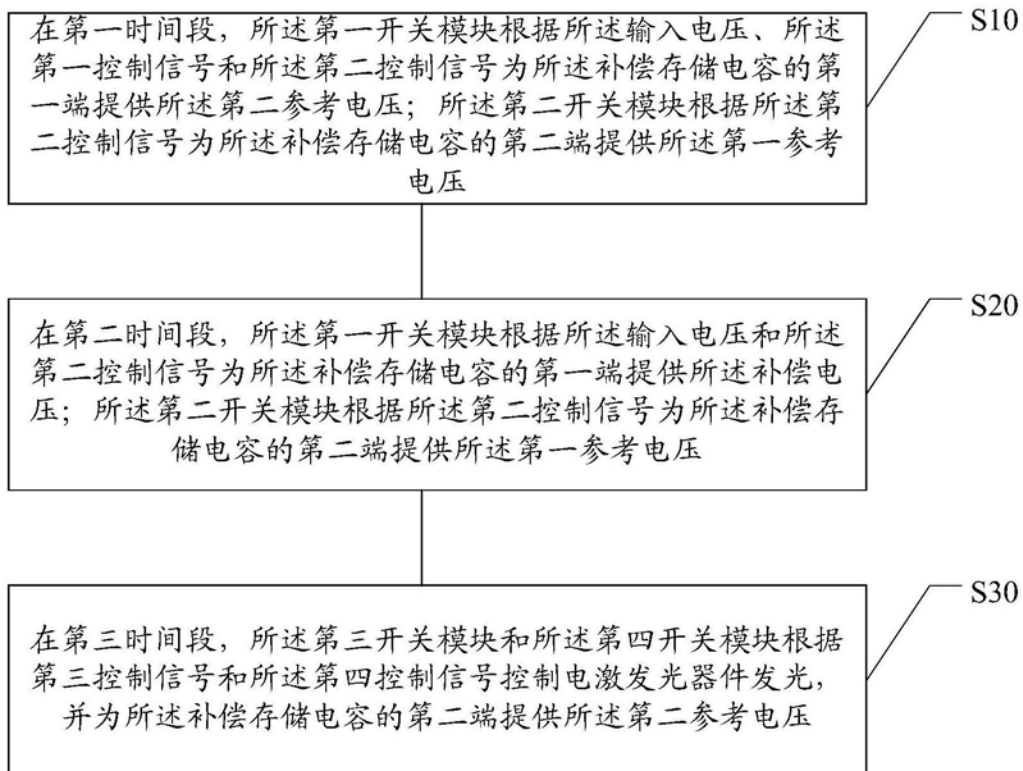 在第一时间段，所述第一开关模块根据所述输入电压、所述
第一控制信号和所述第二控制信号为所述补偿存储电容的第
一端提供所述第二参考电压；所述第二开关模块根据所述第
二控制信号为所述补偿存储电容的第二端提供所述第一参考
电压
S10
在第二时间段，所述第一开关模块根据所述输入电压和所述
第二控制信号为所述补偿存储电容的第一端提供所述补偿电
压；所述第二开关模块根据所述第二控制信号为所述补偿存
储电容的第二端提供所述第一参考电压
S20
在第三时间段，所述第三开关模块和所述第四开关模块根据
第三控制信号和所述第四控制信号控制电激发光器件发光，
并为所述补偿存储电容的第二端提供所述第二参考电压
S30